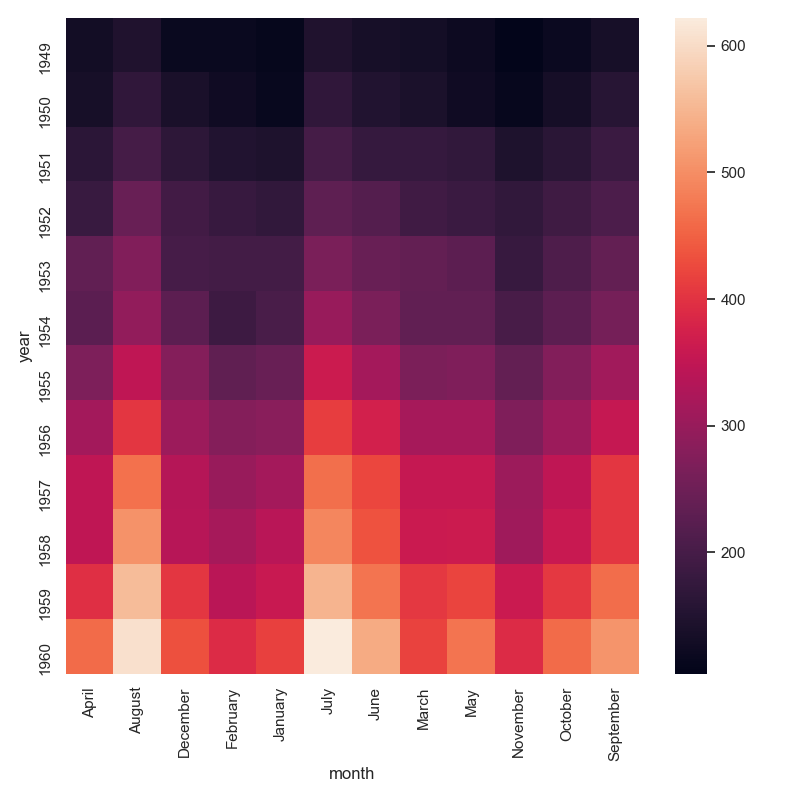 year
1949
1950
1951
1952
1953
1954
1955
1956
1957
1958
1959
1960
April
August
December
February
January
July
June
March
May
November
October
September
month
600
500
400
300
200